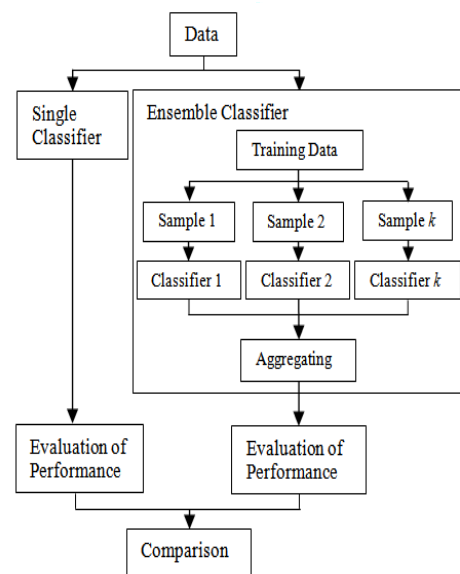 Data
Single
Classifier
Ensemble Classifier
Training Data
Sample 1
Sample 2
Sample k
Classifier 1
Classifier 2
Classifier k
Aggregating
Evaluation of
Performance
Evaluation of
Performance
Comparison